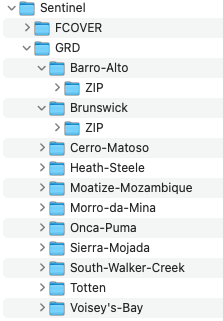 Sentinel
FCOVER
GRD
Barro-Alto
ZIP
Brunswick
ZIP
Cerro-Matoso
Heath-Steele
Moatize-Mozambique
Morro-da-Mina
Onca-Puma
Sierra-Mojada
South-Walker-Creek
Totten
Voisey's-Bay